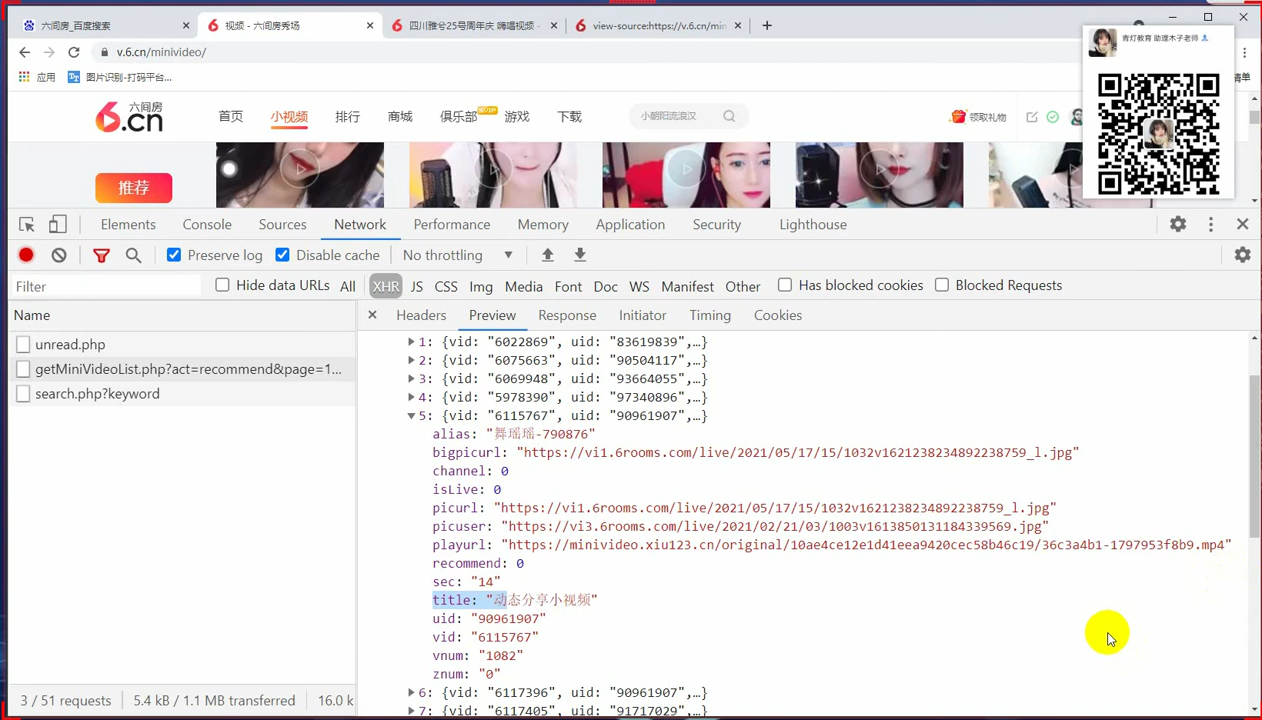 六间房_百度搜索
视频 - 六间房秀场
四川雅兮25号周年庆 嗨唱视频 -
view-source:https://v.6.cn/min
v.6.cn/minivideo/
青灯教育 助理木子老师
应用
图片识别-打码平台...
清单
六间房
6.cn
首页
小视频
排行
商城
俱乐部
游戏
下载
小朝阳流浪汉
领取礼物
推荐
Elements
Console
Sources
Network
Performance
Memory
Application
Security
Lighthouse
Preserve log
Disable cache
No throttling
Filter
Hide data URLs
All
XHR
JS
CSS
Img
Media
Font
Doc
WS
Manifest
Other
Has blocked cookies
Blocked Requests
Name
Headers
Preview
Response
Initiator
Timing
Cookies
unread.php
getMiniVideoList.php?act=recommend&page=1...
search.php?keyword
1: {vid: "6022869", uid: "83619839",…}
2: {vid: "6075663", uid: "90504117",…}
3: {vid: "6069948", uid: "93664055",…}
4: {vid: "5978390", uid: "97340896",…}
5: {vid: "6115767", uid: "90961907",…}
alias: "舞瑶瑶-790876"
bigpicurl: "https://vi1.6rooms.com/live/2021/05/17/15/1032v1621238234892238759_l.jpg"
channel: 0
isLive: 0
picurl: "https://vi1.6rooms.com/live/2021/05/17/15/1032v1621238234892238759_l.jpg"
picuser: "https://vi3.6rooms.com/live/2021/02/21/03/1003v1613850131184339569.jpg"
playurl: "https://minivideo.xiu123.cn/original/10ae4ce12e1d41eea9420cec58b46c19/36c3a4b1-1797953f8b9.mp4"
recommend: 0
sec: "14"
title: "动态分享小视频"
uid: "90961907"
vid: "6115767"
vnum: "1082"
znum: "0"
6: {vid: "6117396", uid: "90961907",…}
7: {vid: "6117405", uid: "91717029",…}
3 / 51 requests
5.4 kB / 1.1 MB transferred
16.0 k